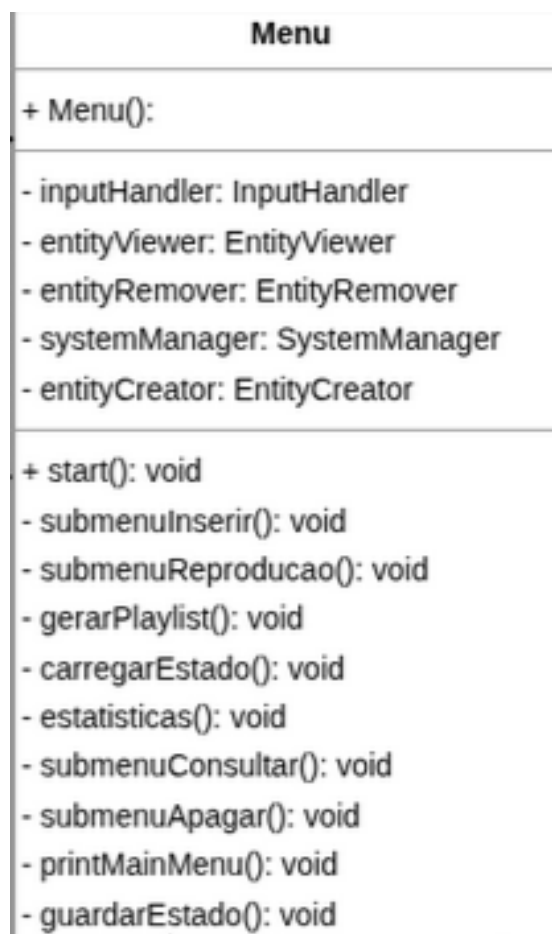 Menu
+ Menu():
- inputHandler: InputHandler
- entityViewer: EntityViewer
- entityRemover: EntityRemover
- systemManager: SystemManager
- entityCreator: EntityCreator
+ start(): void
- submenuInserir(): void
- submenuReproducao(): void
- gerarPlaylist(): void
- carregarEstado(): void
- estatisticas(): void
- submenuConsultar(): void
- submenuApagar(): void
- printMainMenu(): void
- guardarEstado(): void